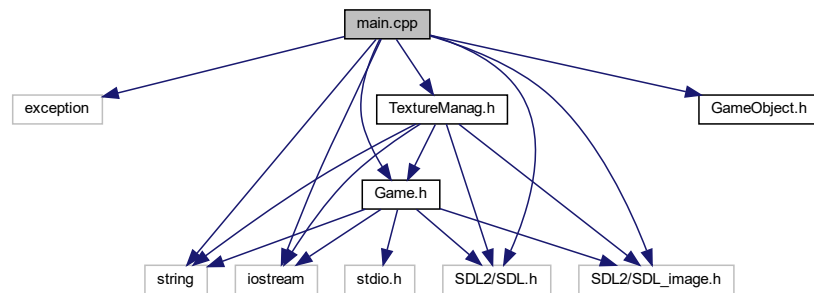 main.cpp
exception
TextureManag.h
GameObject.h
Game.h
string
iostream
stdio.h
SDL2/SDL.h
SDL2/SDL_image.h